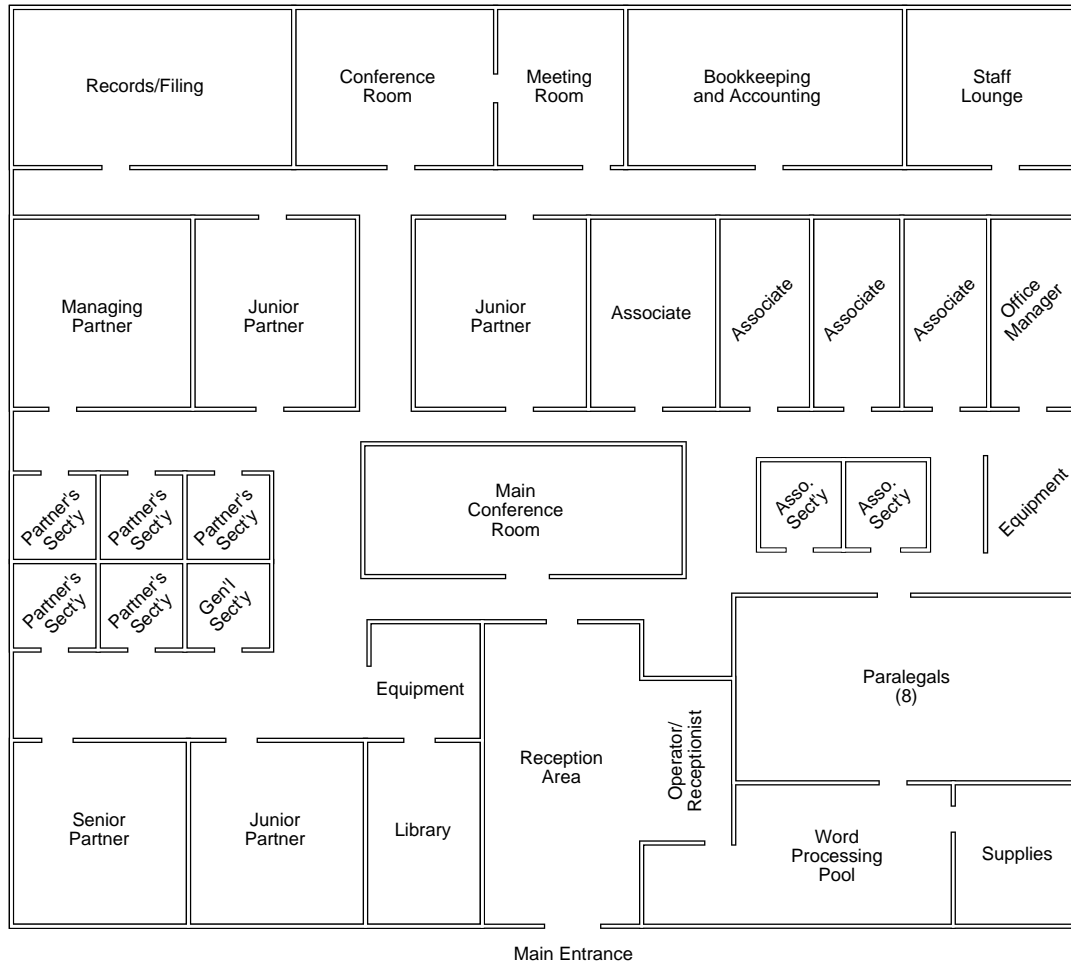 Records/Filing
Conference
Room
Meeting
Room
Bookkeeping
and Accounting
Staff
Lounge
Managing
Partner
Junior
Partner
Junior
Partner
Associate
Associate
Associate
Associate
Office
Manager
Partner's
Sect'y
Partner's
Sect'y
Partner's
Sect'y
Main
Conference
Room
Asso.
Sect'y
Asso.
Sect'y
Equipment
Partner's
Sect'y
Partner's
Sect'y
Gen'l
Sect'y
Equipment
Paralegals
(8)
Reception
Area
Operator/
Receptionist
Senior
Partner
Junior
Partner
Library
Word
Processing
Pool
Supplies
Main Entrance